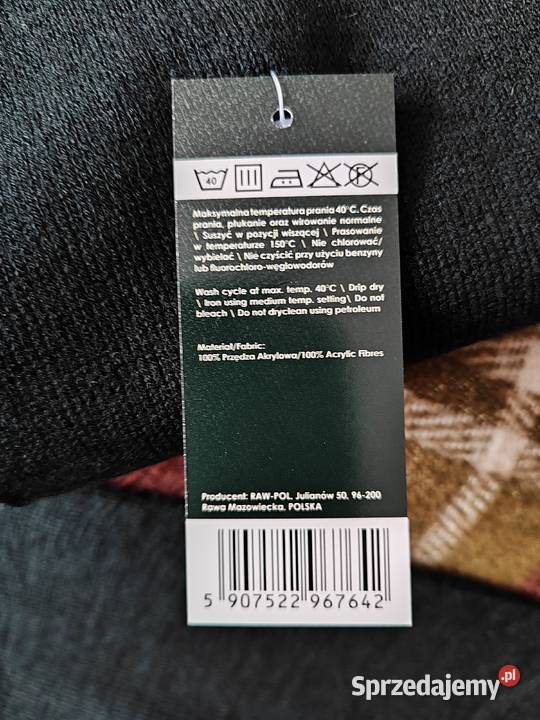 40
F
Maksymalna temperatura prania 40°C. Czas
prania, płukanie oraz wirowanie normalne
\ Suszyć w pozycji wiszącej \ Prasowanie
w temperaturze 150°C \ Nie chlorować/
wybielać \ Nie czyścić przy użyciu benzyny
lub fluorochloro-węglowodorów
Wash cycle at max. temp. 40°C \ Drip dry
\ Iron using medium temp. setting\ Do not
bleach \ Do not dryclean using petroleum
Materiał/Fabric:
100% Przędza Akrylowa/100% Acrylic Fibres
Producent: RAW-POL, Julianów 50, 96-200
Rawa Mazowiecka, POLSKA
5 907522 967642
Sprzedajemy.pl